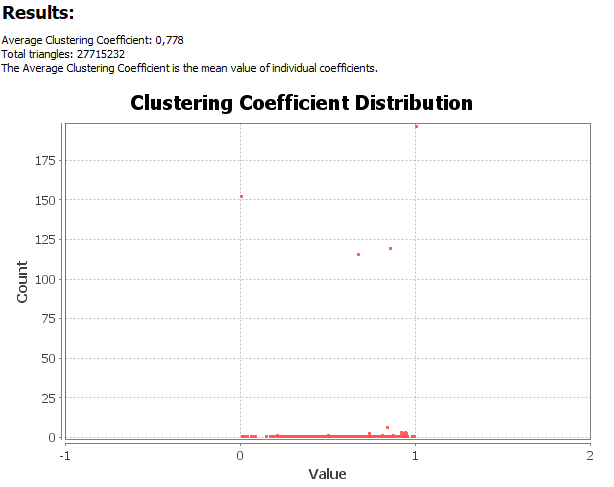 Results:
Average Clustering Coefficient: 0,778
Total triangles: 27715232
The Average Clustering Coefficient is the mean value of individual coefficients.
Clustering Coefficient Distribution
175
150
125
100
75
50
25
0
Count
-1 0 1 2
Value